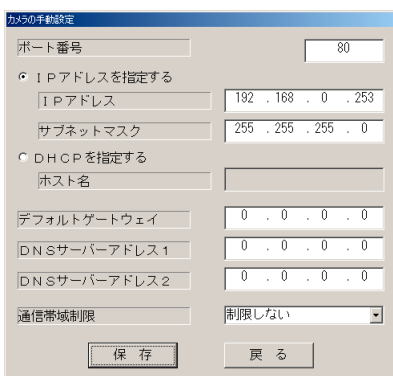 カメラの手動設定
ポート番号 80
ＩＰアドレスを指定する
ＩＰアドレス 192 . 168 . 0 . 253
サブネットマスク 255 . 255 . 255 . 0
ＤＨＣＰを指定する
ホスト名
デフォルトゲートウェイ 0 . 0 . 0 . 0
ＤＮＳサーバーアドレス１ 0 . 0 . 0 . 0
ＤＮＳサーバーアドレス２ 0 . 0 . 0 . 0
通信帯域制限 制限しない
保 存 戻 る